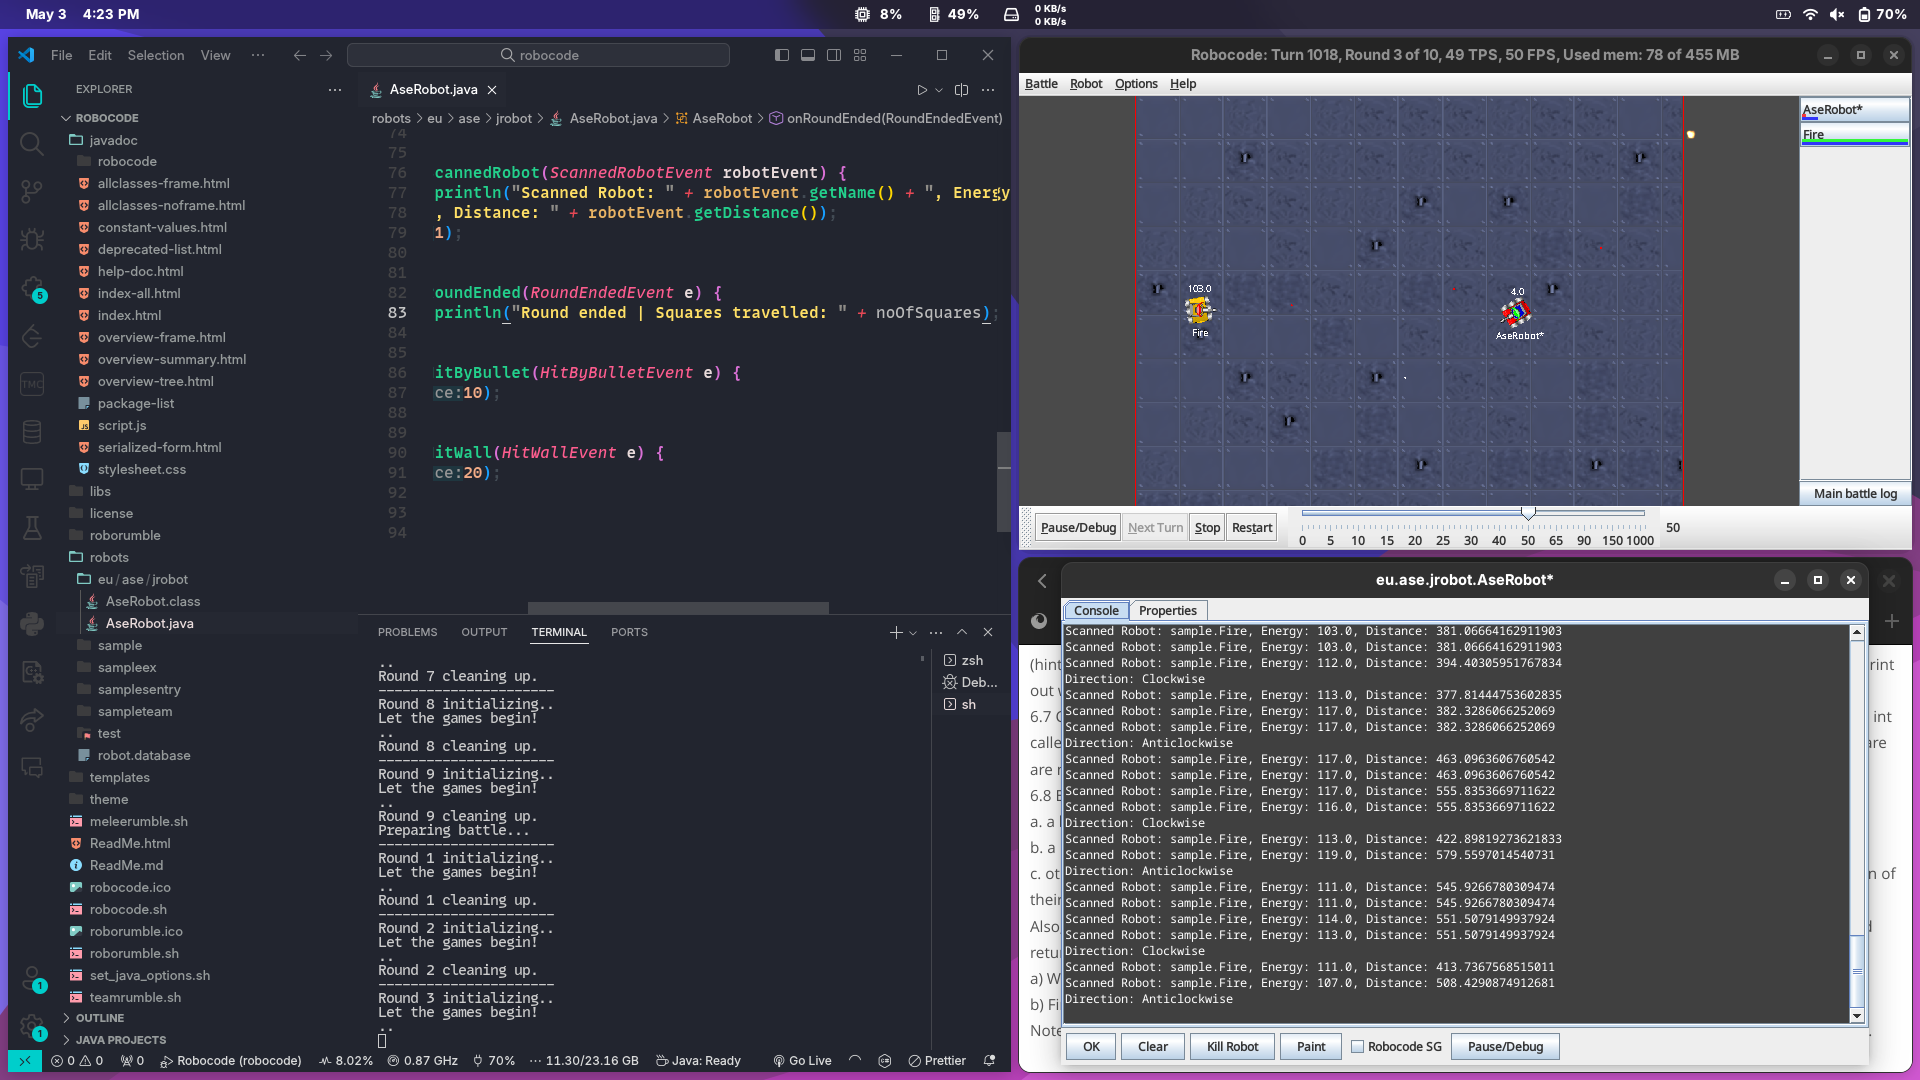 May 3 4:23 PM
8%
49%
0 KB/s
0 KB/s
70%
File Edit Selection View ···
robocode
EXPLORER
ROBOCODE
javadoc
robocode
allclasses-frame.html
allclasses-noframe.html
constant-values.html
deprecated-list.html
help-doc.html
index-all.html
index.html
overview-frame.html
overview-summary.html
overview-tree.html
package-list
script.js
serialized-form.html
stylesheet.css
libs
license
roborumble
robots
eu / ase / jrobot
AseRobot.class
AseRobot.java
sample
sampleex
samplesentry
sampleteam
test
robot.database
templates
theme
meleerumble.sh
ReadMe.html
ReadMe.md
robocode.ico
robocode.sh
roborumble.ico
roborumble.sh
set_java_options.sh
teamrumble.sh
OUTLINE
JAVA PROJECTS
5
TMC
1
1
AseRobot.java
robots > eu > ase > jrobot > AseRobot.java > AseRobot > onRoundEnded(RoundEndedEvent)
74
75
76 cannedRobot(ScannedRobotEvent robotEvent) {
77 println("Scanned Robot: " + robotEvent.getName() + ", Energy
78 , Distance: " + robotEvent.getDistance());
79 1);
80
81
82 oundEnded(RoundEndedEvent e) {
83 println("Round ended | Squares travelled: " + noOfSquares);
84
85
86 itByBullet(HitByBulletEvent e) {
87 ce:10);
88
89
90 itWall(HitWallEvent e) {
91 ce:20);
92
93
94
PROBLEMS OUTPUT TERMINAL PORTS
..
Round 7 cleaning up.
----------------------
Round 8 initializing..
Let the games begin!
..
Round 8 cleaning up.
----------------------
Round 9 initializing..
Let the games begin!
..
Round 9 cleaning up.
Preparing battle...
----------------------
Round 1 initializing..
Let the games begin!
..
Round 1 cleaning up.
----------------------
Round 2 initializing..
Let the games begin!
..
Round 2 cleaning up.
----------------------
Round 3 initializing..
Let the games begin!
..
zsh
Deb...
sh
0 0 0 Robocode (robocode) 8.02% 0.87 GHz 70% 11.30/23.16 GB Java: Ready Go Live Prettier
Robocode: Turn 1018, Round 3 of 10, 49 TPS, 50 FPS, Used mem: 78 of 455 MB
Battle Robot Options Help
103.0
Fire
4.0
AseRobot*
AseRobot*
Fire
Main battle log
Pause/Debug Next Turn Stop Restart
0 5 10 15 20 25 30 40 50 65 90 150 1000
50
eu.ase.jrobot.AseRobot*
Console Properties
Scanned Robot: sample.Fire, Energy: 103.0, Distance: 381.06664162911903
Scanned Robot: sample.Fire, Energy: 103.0, Distance: 381.06664162911903
Scanned Robot: sample.Fire, Energy: 112.0, Distance: 394.40305951767834
Direction: Clockwise
Scanned Robot: sample.Fire, Energy: 113.0, Distance: 377.81444753602835
Scanned Robot: sample.Fire, Energy: 117.0, Distance: 382.3286066252069
Scanned Robot: sample.Fire, Energy: 117.0, Distance: 382.3286066252069
Direction: Anticlockwise
Scanned Robot: sample.Fire, Energy: 117.0, Distance: 463.0963606760542
Scanned Robot: sample.Fire, Energy: 117.0, Distance: 463.0963606760542
Scanned Robot: sample.Fire, Energy: 117.0, Distance: 555.8353669711622
Scanned Robot: sample.Fire, Energy: 116.0, Distance: 555.8353669711622
Direction: Clockwise
Scanned Robot: sample.Fire, Energy: 113.0, Distance: 422.89819273621833
Scanned Robot: sample.Fire, Energy: 119.0, Distance: 579.5597014540731
Direction: Anticlockwise
Scanned Robot: sample.Fire, Energy: 111.0, Distance: 545.9266780309474
Scanned Robot: sample.Fire, Energy: 111.0, Distance: 545.9266780309474
Scanned Robot: sample.Fire, Energy: 114.0, Distance: 551.5079149937924
Scanned Robot: sample.Fire, Energy: 113.0, Distance: 551.5079149937924
Direction: Clockwise
Scanned Robot: sample.Fire, Energy: 111.0, Distance: 413.7367568515011
Scanned Robot: sample.Fire, Energy: 107.0, Distance: 508.4290874912681
Direction: Anticlockwise
OK Clear Kill Robot Paint Robocode SG Pause/Debug
(hint
rint
out
6.7
int
calle
are
are
6.8
a. a
b. a
c. ot
n of
their
Also
retu
a) W
b) Fi
Note